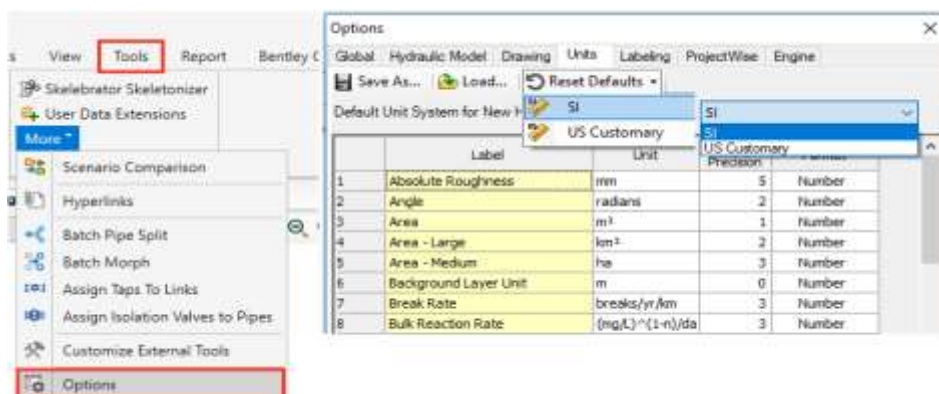 View Tools Report Bentley C
Skelebrator Skeletonizer
User Data Extensions
More
Scenario Comparison
Hyperlinks
Batch Pipe Split
Batch Morph
Assign Taps To Links
Assign Isolation Valves to Pipes
Customize External Tools
Options
Options
Global Hydraulic Model Drawing Units Labeling ProjectWise Engine
Save As... Load... Reset Defaults
Default Unit System for New H
SI
US Customary
SI
SI
US Customary
Label Unit Precision
1 Absolute Roughness mm 5 Number
2 Angle radians 2 Number
3 Area m² 1 Number
4 Area - Large km² 2 Number
5 Area - Medium ha 3 Number
6 Background Layer Unit m 0 Number
7 Break Rate breaks/yr/km 3 Number
8 Bulk Reaction Rate (mg/L)^(1-n)/da 3 Number